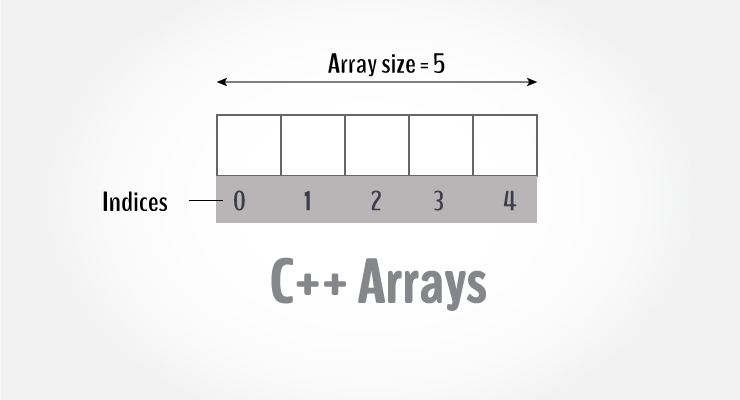 Array size = 5
Indices 0 1 2 3 4
C++ Arrays